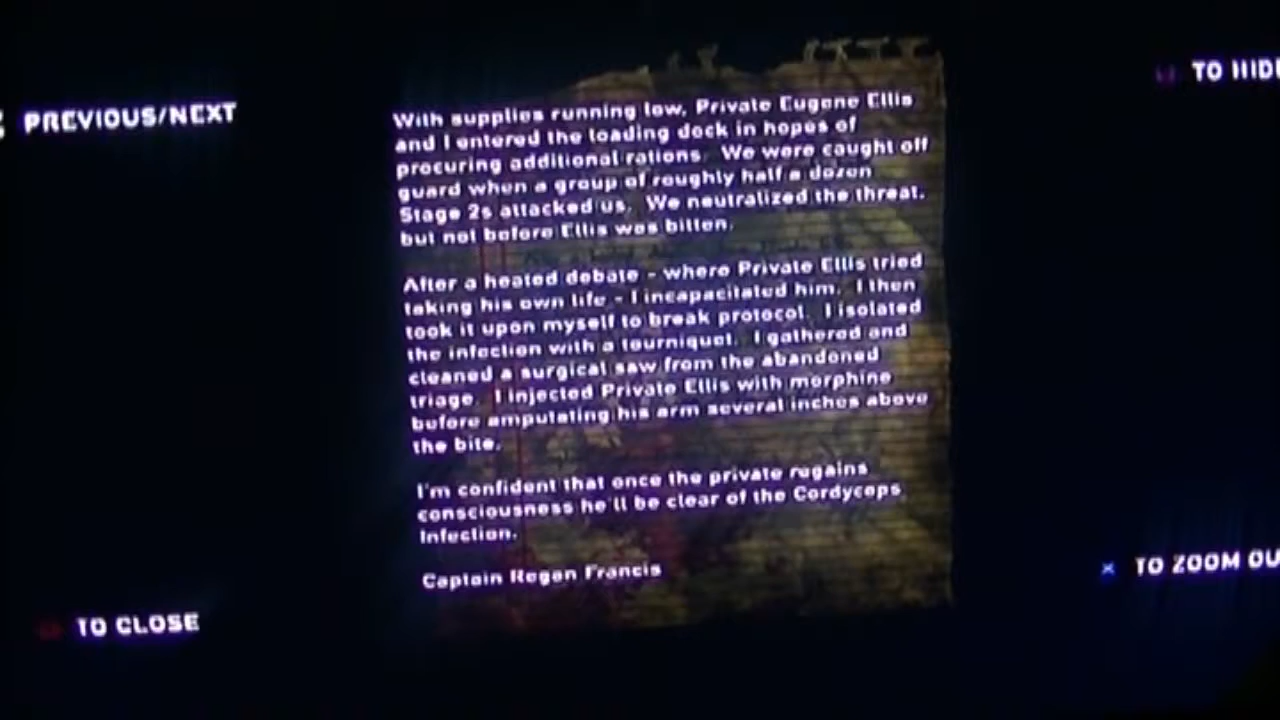 PREVIOUS/NEXT
TO HIDE
With supplies running low, Private Eugene Ellis
and I entered the loading dock in hopes of
procuring additional rations. We were caught off
guard when a group of roughly half a dozen
Stage 2s attacked us. We neutralized the threat,
but not before Ellis was bitten.
After a heated debate - where Private Ellis tried
taking his own life - I incapacitated him. I then
took it upon myself to break protocol. I isolated
the infection with a tourniquet. I gathered and
cleaned a surgical saw from the abandoned
triage. I injected Private Ellis with morphine
before amputating his arm several inches above
the bite.
I'm confident that once the private regains
consciousness he'll be clear of the Cordyceps
Infection.
Captain Regan Francis
TO ZOOM OU
TO CLOSE